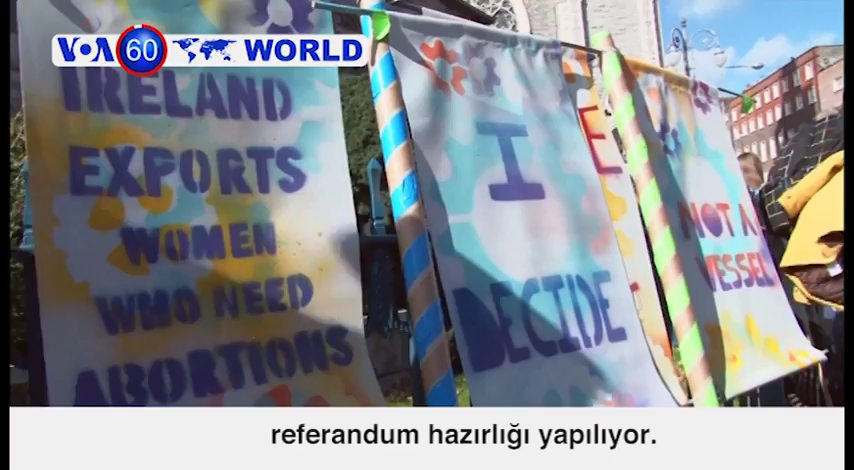 VOA 60 WORLD
IRELAND
EXPORTS
WOMEN
WHO NEED
ABORTIONS
I
DECIDE
E
NOT A
VESSEL
referandum hazırlığı yapılıyor.